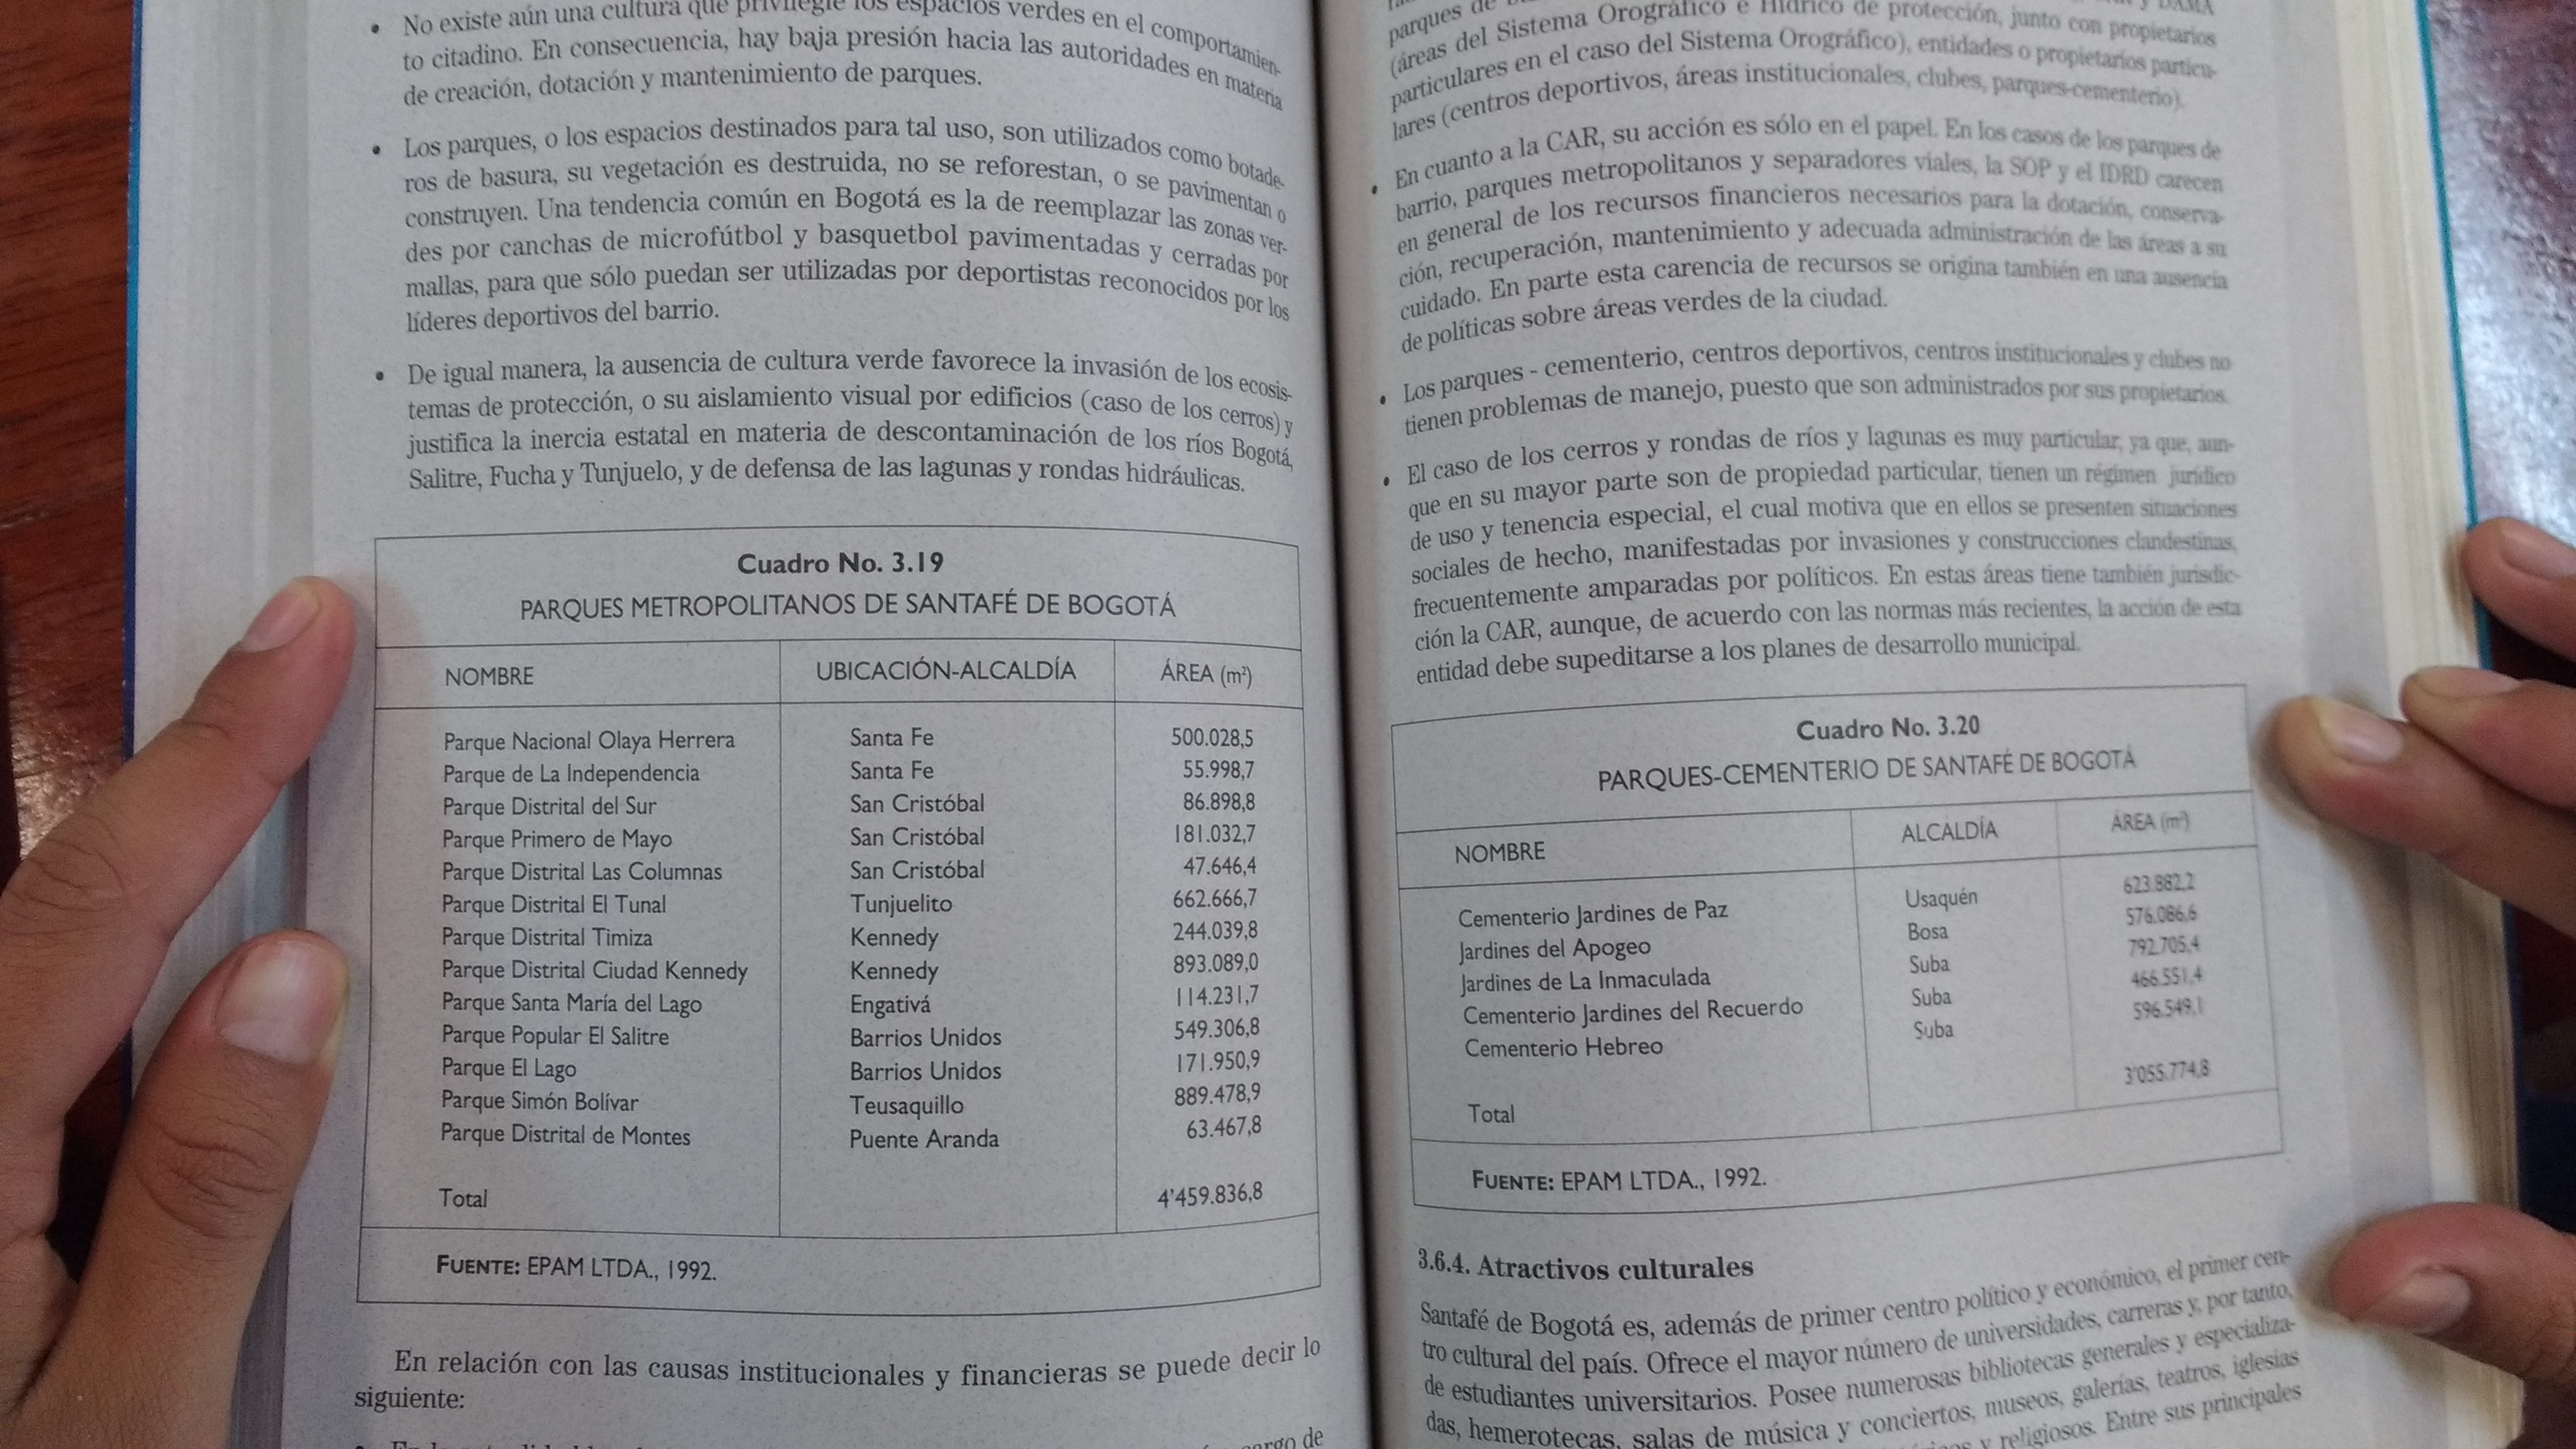 • No existe aún una cultura que privilegie los espacios verdes en el comportamien-
to citadino. En consecuencia, hay baja presión hacia las autoridades en materia
de creación, dotación y mantenimiento de parques.
• Los parques, o los espacios destinados para tal uso, son utilizados como botade-
ros de basura, su vegetación es destruida, no se reforestan, o se pavimentan o
construyen. Una tendencia común en Bogotá es la de reemplazar las zonas ver-
des por canchas de microfútbol y basquetbol pavimentadas y cerradas por
mallas, para que sólo puedan ser utilizadas por deportistas reconocidos por los
líderes deportivos del barrio.
• De igual manera, la ausencia de cultura verde favorece la invasión de los ecosis-
temas de protección, o su aislamiento visual por edificios (caso de los cerros) y
justifica la inercia estatal en materia de descontaminación de los ríos Bogotá,
Salitre, Fucha y Tunjuelo, y de defensa de las lagunas y rondas hidráulicas.
Cuadro No. 3.19
PARQUES METROPOLITANOS DE SANTAFÉ DE BOGOTÁ
NOMBRE UBICACIÓN-ALCALDÍA ÁREA (m²)
Parque Nacional Olaya Herrera Santa Fe 500.028,5
Parque de La Independencia Santa Fe 55.998,7
Parque Distrital del Sur San Cristóbal 86.898,8
Parque Primero de Mayo San Cristóbal 181.032,7
Parque Distrital Las Columnas San Cristóbal 47.646,4
Parque Distrital El Tunal Tunjuelito 662.666,7
Parque Distrital Timiza Kennedy 244.039,8
Parque Distrital Ciudad Kennedy Kennedy 893.089,0
Parque Santa María del Lago Engativá 114.231,7
Parque Popular El Salitre Barrios Unidos 549.306,8
Parque El Lago Barrios Unidos 171.950,9
Parque Simón Bolívar Teusaquillo 889.478,9
Parque Distrital de Montes Puente Aranda 63.467,8
Total 4'459.836,8
FUENTE: EPAM LTDA., 1992.
En relación con las causas institucionales y financieras se puede decir lo
siguiente:
de
parques de
(áreas del Sistema Orográfico e Hídrico de protección, junto con propietarios
particulares en el caso del Sistema Orográfico), entidades o propietarios particu-
lares (centros deportivos, áreas institucionales, clubes, parques-cementerio).
• En cuanto a la CAR, su acción es sólo en el papel. En los casos de los parques de
barrio, parques metropolitanos y separadores viales, la SOP y el IDRD carecen
en general de los recursos financieros necesarios para la dotación, conserva-
ción, recuperación, mantenimiento y adecuada administración de las áreas a su
cuidado. En parte esta carencia de recursos se origina también en una ausencia
de políticas sobre áreas verdes de la ciudad.
• Los parques - cementerio, centros deportivos, centros institucionales y clubes no
tienen problemas de manejo, puesto que son administrados por sus propietarios.
• El caso de los cerros y rondas de ríos y lagunas es muy particular, ya que, aun-
que en su mayor parte son de propiedad particular, tienen un régimen jurídico
de uso y tenencia especial, el cual motiva que en ellos se presenten situaciones
sociales de hecho, manifestadas por invasiones y construcciones clandestinas,
frecuentemente amparadas por políticos. En estas áreas tiene también jurisdic-
ción la CAR, aunque, de acuerdo con las normas más recientes, la acción de esta
entidad debe supeditarse a los planes de desarrollo municipal.
Cuadro No. 3.20
PARQUES-CEMENTERIO DE SANTAFÉ DE BOGOTÁ
NOMBRE ALCALDÍA ÁREA (m²)
Cementerio Jardines de Paz Usaquén 623.882,2
Jardines del Apogeo Bosa 576.086,6
Jardines de La Inmaculada Suba 792.705,4
Cementerio Jardines del Recuerdo Suba 466.551,4
Cementerio Hebreo Suba 596.549,1
Total 3'055.774,8
FUENTE: EPAM LTDA., 1992.
3.6.4. Atractivos culturales
Santafé de Bogotá es, además de primer centro político y económico, el primer cen-
tro cultural del país. Ofrece el mayor número de universidades, carreras y, por tanto,
de estudiantes universitarios. Posee numerosas bibliotecas generales y especializa-
das, hemerotecas, salas de música y conciertos, museos, galerías, teatros, iglesias
y religiosos. Entre sus principales